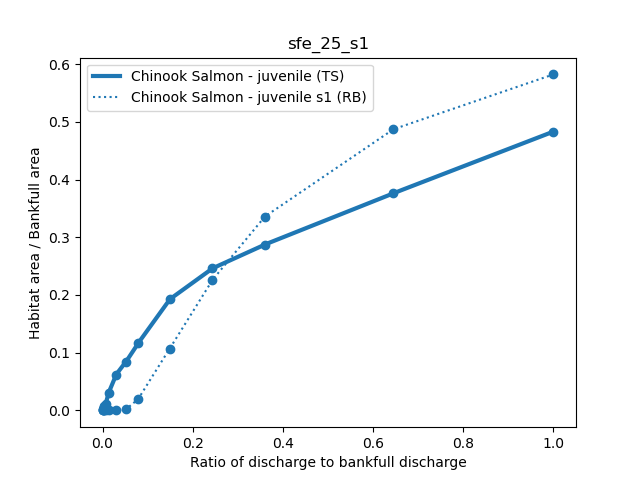 sfe_25_s1
Chinook Salmon - juvenile (TS)
Chinook Salmon - juvenile s1 (RB)
Habitat area / Bankfull area
0.6
0.5
0.4
0.3
0.2
0.1
0.0
0.0 0.2 0.4 0.6 0.8 1.0
Ratio of discharge to bankfull discharge